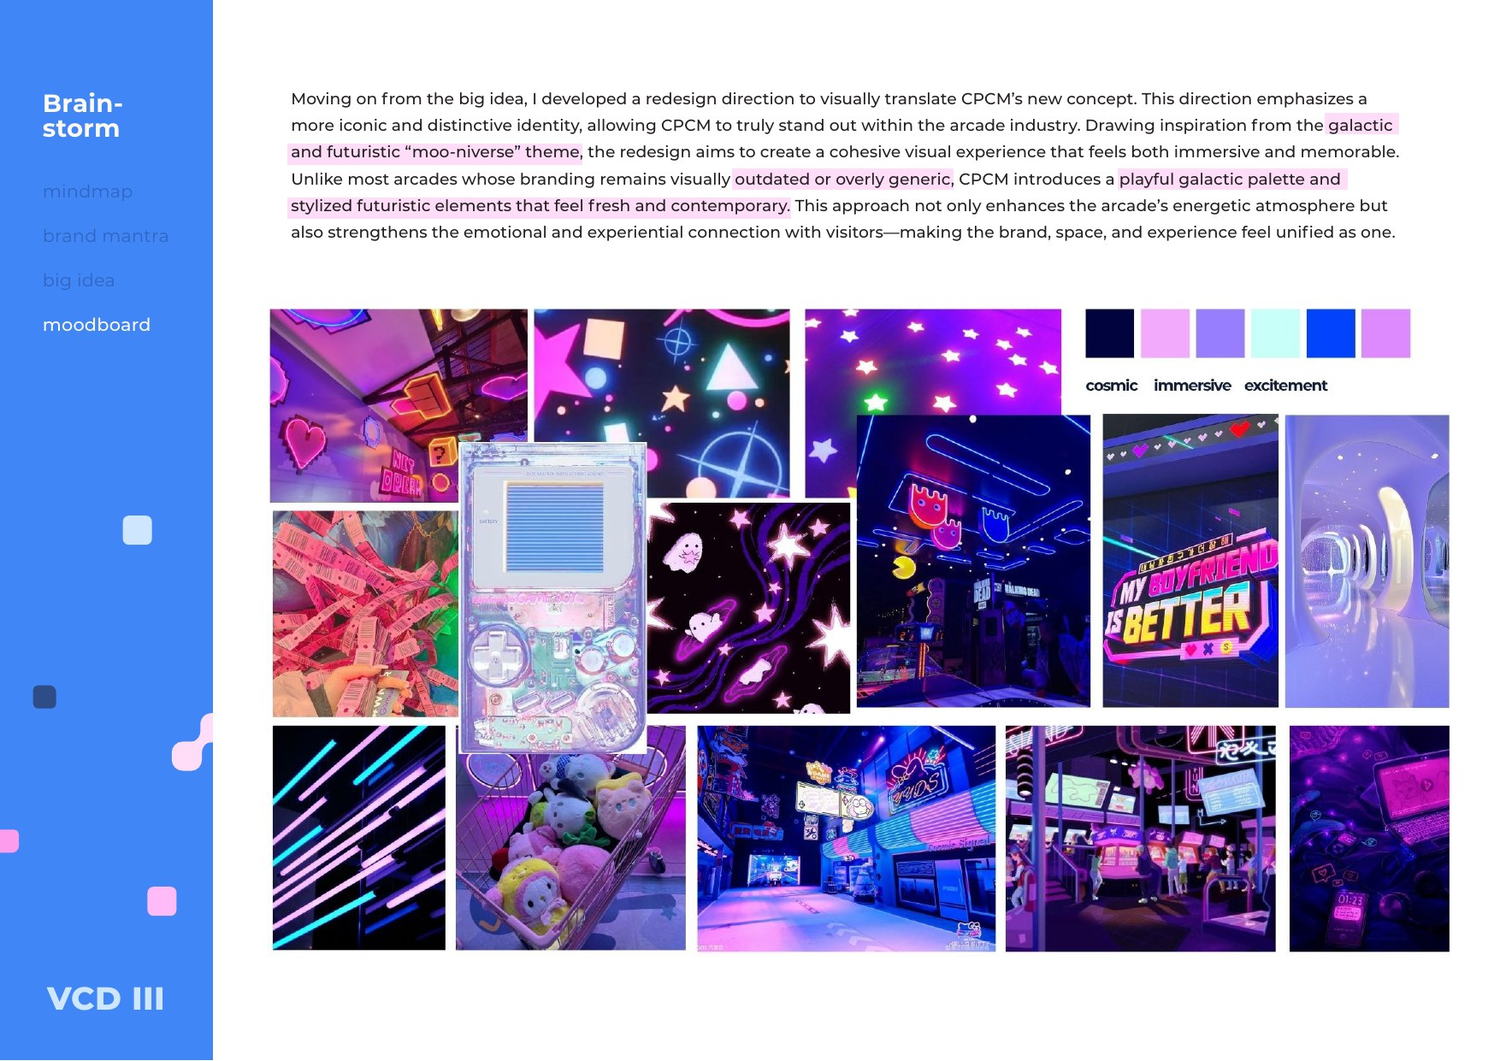 Brain-
storm
mindmap
brand mantra
big idea
moodboard
VCD III
Moving on from the big idea, I developed a redesign direction to visually translate CPCM’s new concept. This direction emphasizes a
more iconic and distinctive identity, allowing CPCM to truly stand out within the arcade industry. Drawing inspiration from the galactic
and futuristic “moo-niverse” theme, the redesign aims to create a cohesive visual experience that feels both immersive and memorable.
Unlike most arcades whose branding remains visually outdated or overly generic, CPCM introduces a playful galactic palette and
stylized futuristic elements that feel fresh and contemporary. This approach not only enhances the arcade’s energetic atmosphere but
also strengthens the emotional and experiential connection with visitors—making the brand, space, and experience feel unified as one.
cosmic immersive excitement
?
BATTERY
DEAD
WALKING DEAD
MY BOYFRIEND
IS BETTER
S
01:23